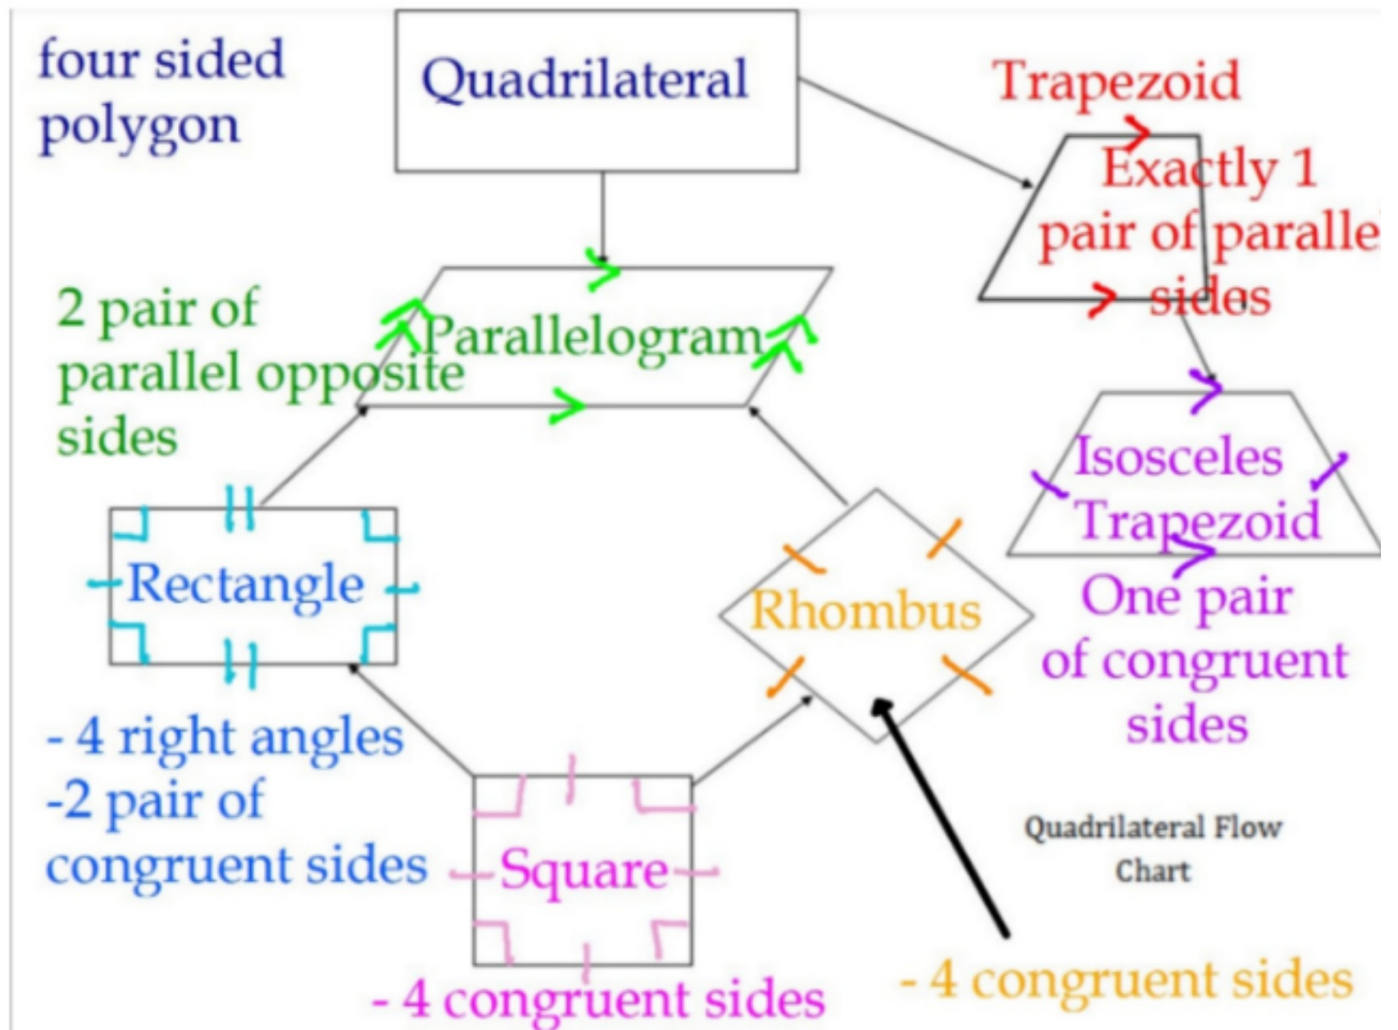 four sided
polygon
Quadrilateral
Trapezoid
Exactly 1
pair of paralle
sides
2 pair of
parallel opposite
sides
Parallelogram
Isosceles
Trapezoid
One pair
of congruent
sides
Rectangle
- 4 right angles
-2 pair of
congruent sides
Rhombus
Square
- 4 congruent sides
Quadrilateral Flow
Chart
- 4 congruent sides